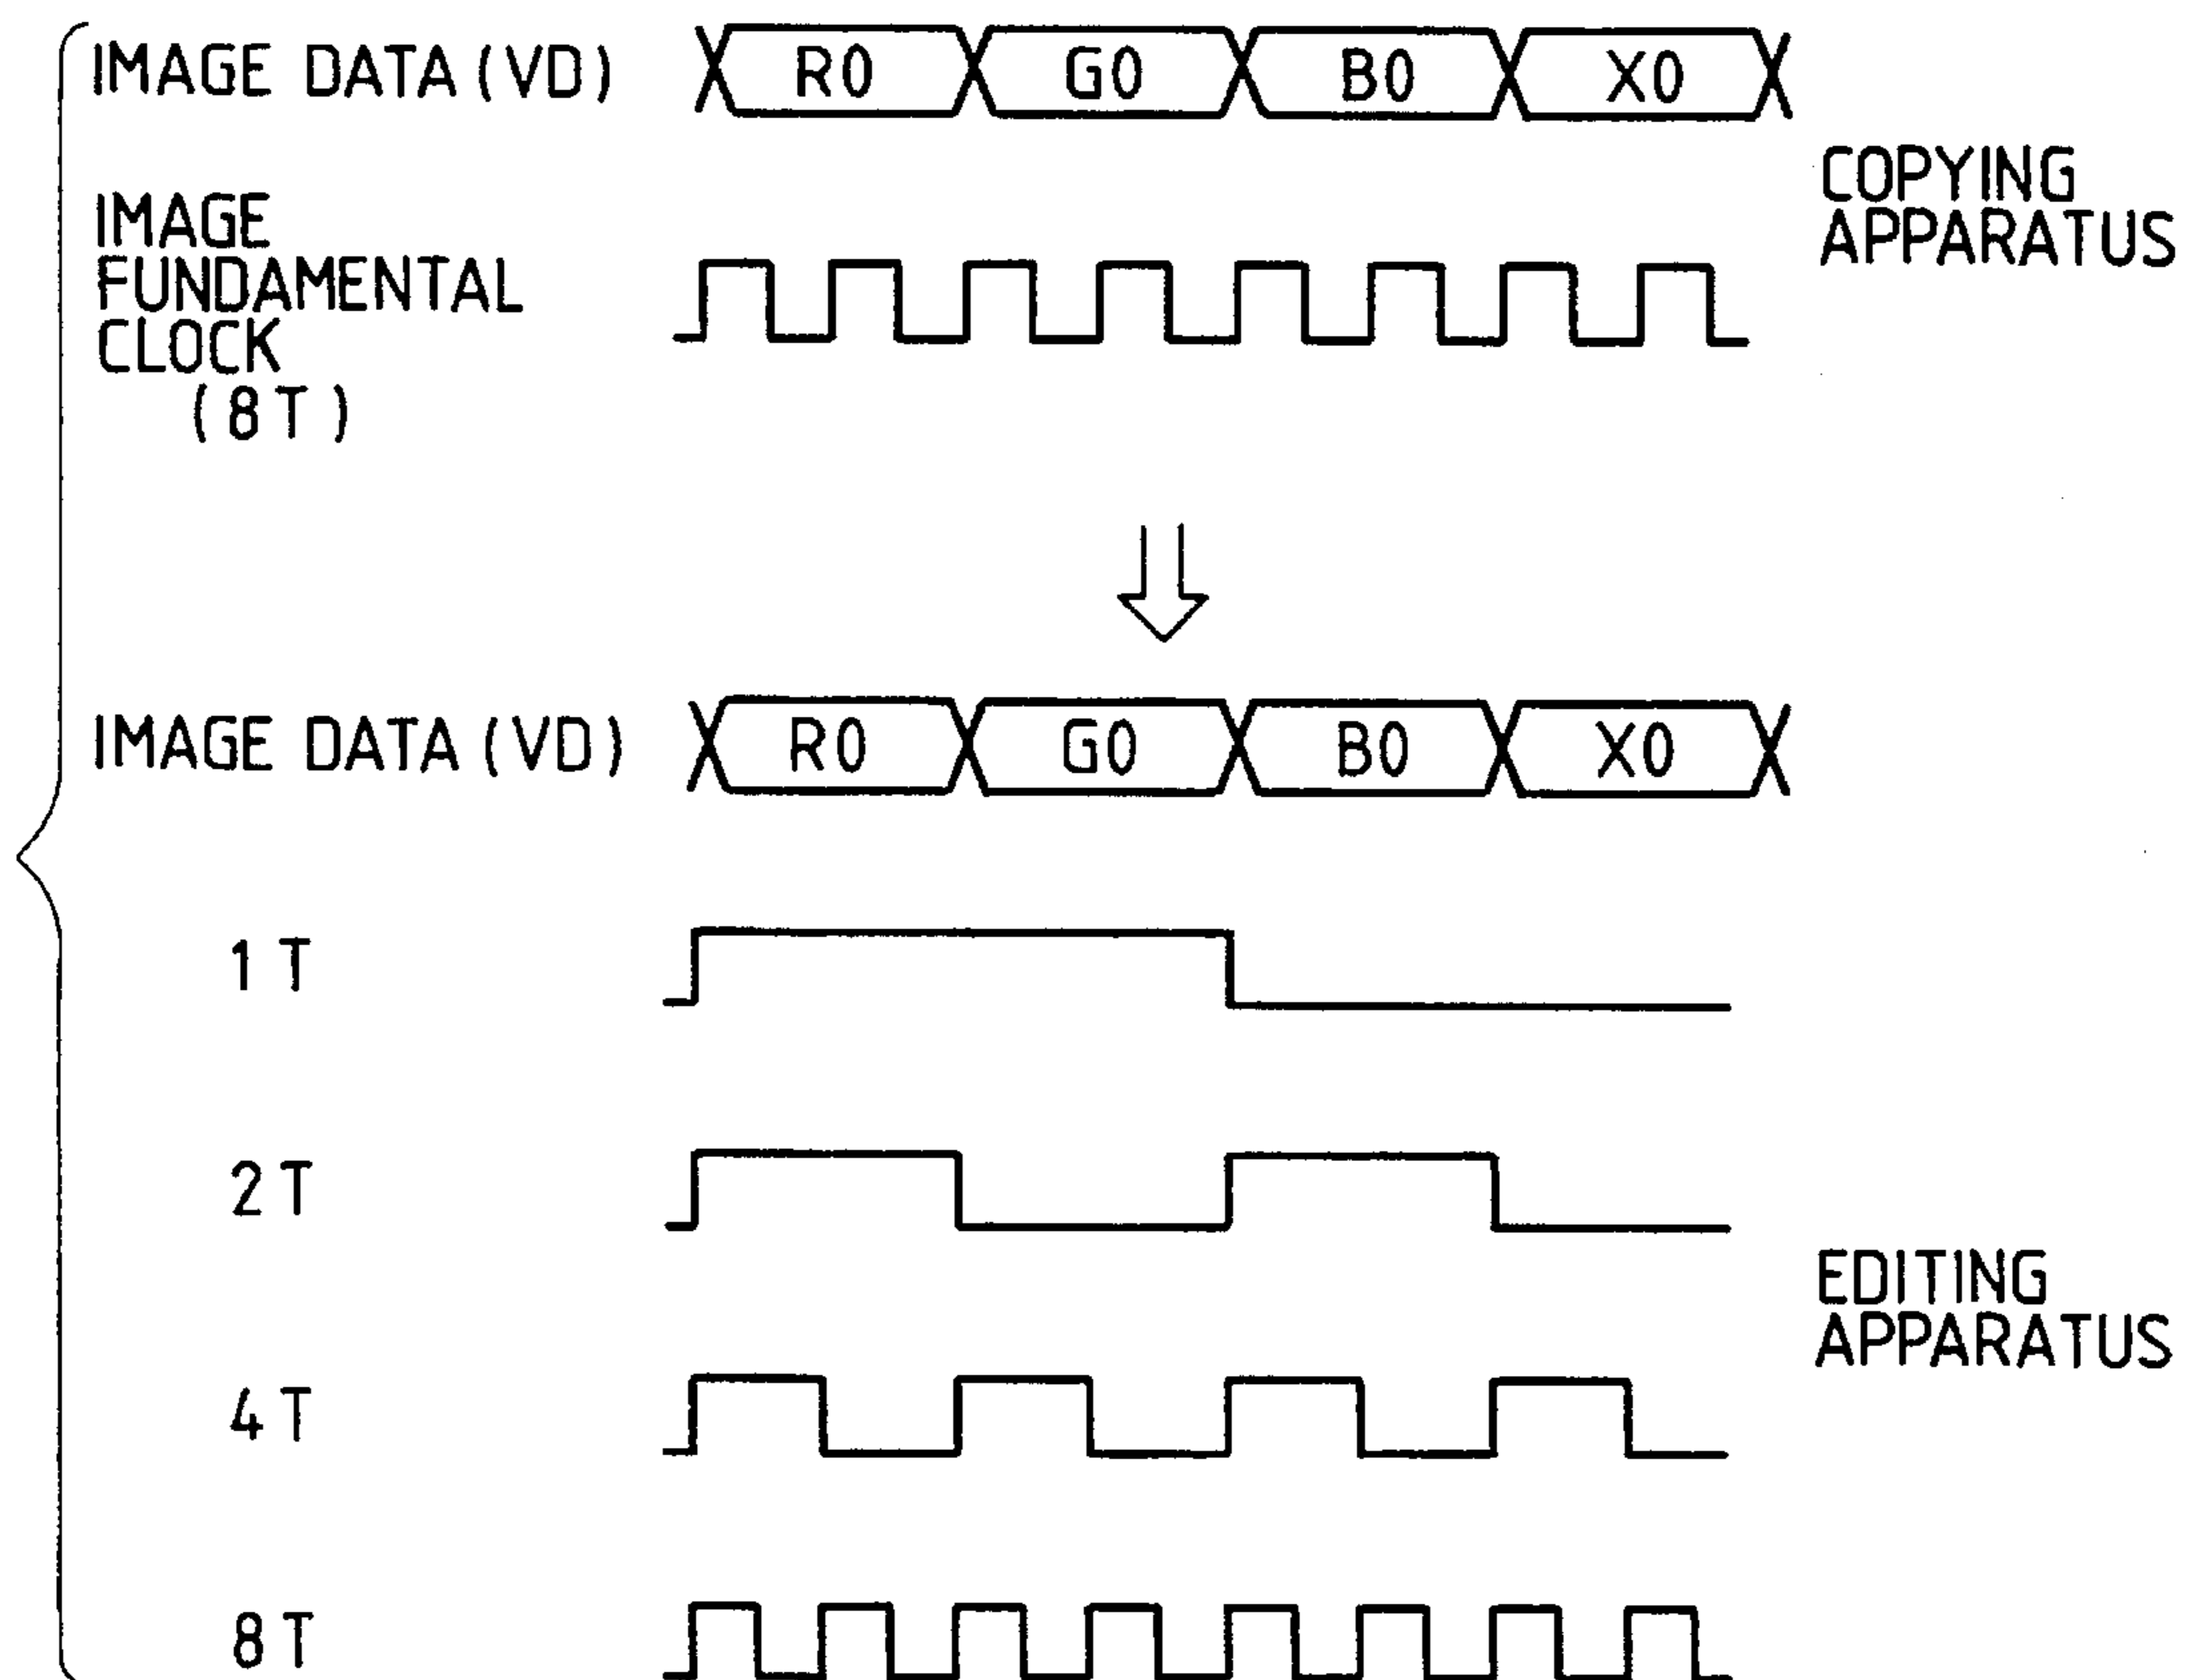 IMAGE DATA (VD)
R0 G0 B0 X0
COPYING
APPARATUS
IMAGE
FUNDAMENTAL
CLOCK
(8T)
IMAGE DATA (VD)
R0 G0 B0 X0
1T
2T
EDITING
APPARATUS
4T
8T